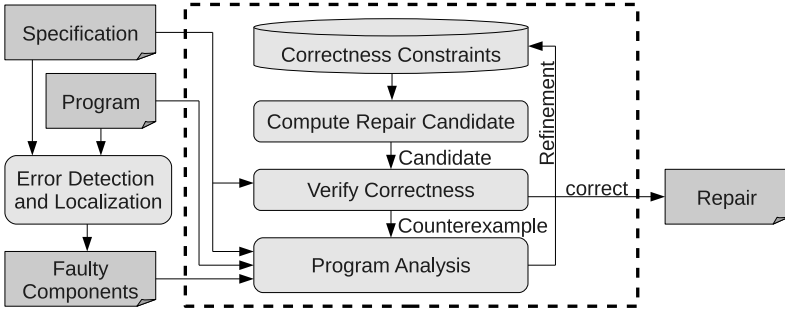 Specification
Program
Error Detection
and Localization
Faulty
Components
Correctness Constraints
Compute Repair Candidate
Candidate
Verify Correctness
Counterexample
Program Analysis
Refinement
correct
Repair